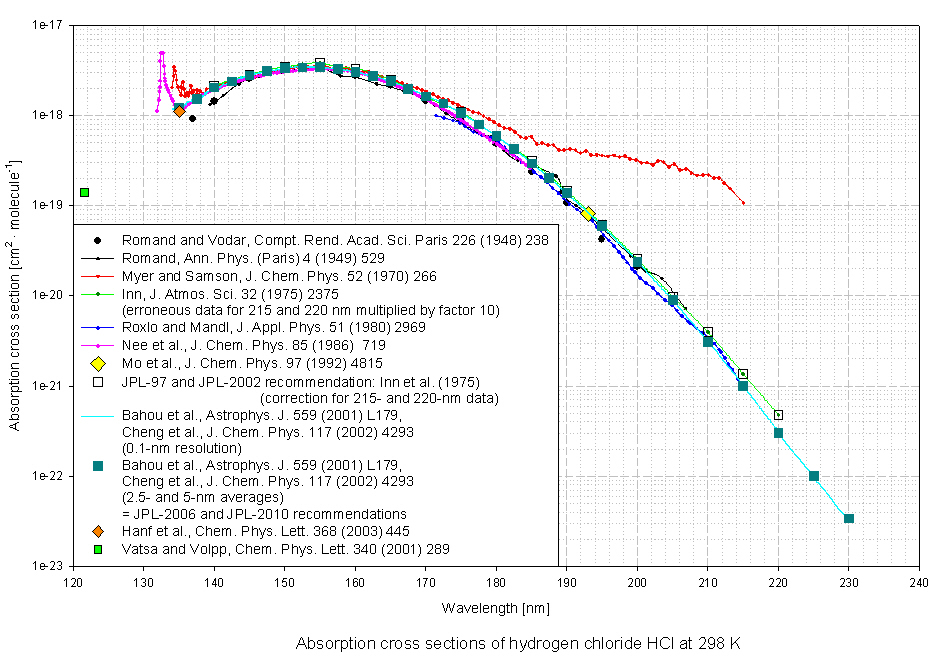 1e-17
1e-18
1e-19
1e-20
1e-21
1e-22
1e-23
Absorption cross section [cm² · molecule⁻¹]
Romand and Vodar, Compt. Rend. Acad. Sci. Paris 226 (1948) 238
Romand, Ann. Phys. (Paris) 4 (1949) 529
Myer and Samson, J. Chem. Phys. 52 (1970) 266
Inn, J. Atmos. Sci. 32 (1975) 2375
(erroneous data for 215 and 220 nm multiplied by factor 10)
Roxlo and Mandl, J. Appl. Phys. 51 (1980) 2969
Nee et al., J. Chem. Phys. 85 (1986) 719
Mo et al., J. Chem. Phys. 97 (1992) 4815
JPL-97 and JPL-2002 recommendation: Inn et al. (1975)
(correction for 215- and 220-nm data)
Bahou et al., Astrophys. J. 559 (2001) L179,
Cheng et al., J. Chem. Phys. 117 (2002) 4293
(0.1-nm resolution)
Bahou et al., Astrophys. J. 559 (2001) L179,
Cheng et al., J. Chem. Phys. 117 (2002) 4293
(2.5- and 5-nm averages)
= JPL-2006 and JPL-2010 recommendations
Hanf et al., Chem. Phys. Lett. 368 (2003) 445
Vatsa and Volpp, Chem. Phys. Lett. 340 (2001) 289
120 130 140 150 160 170 180 190 200 210 220 230 240
Wavelength [nm]
Absorption cross sections of hydrogen chloride HCl at 298 K